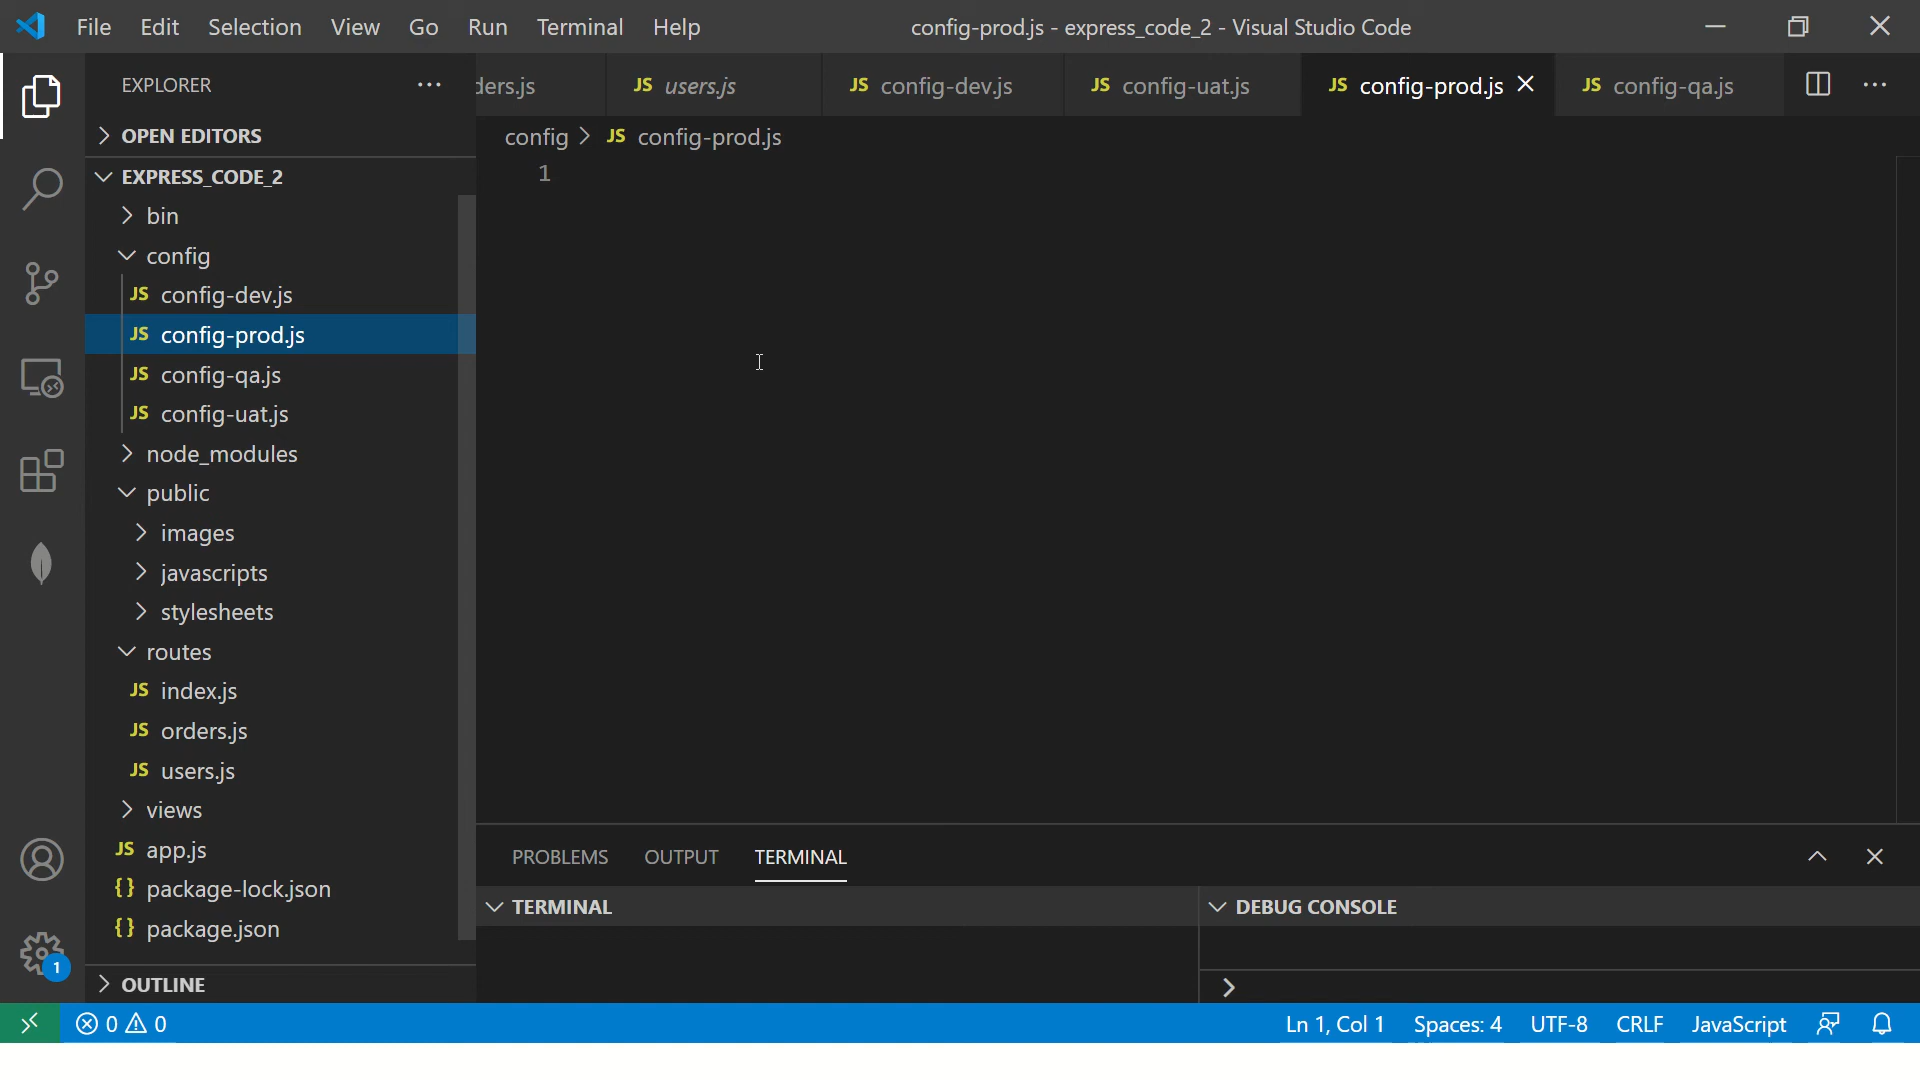 File Edit Selection View Go Run Terminal Help
config-prod.js - express_code_2 - Visual Studio Code
EXPLORER
ders.js
JS users.js
JS config-dev.js
JS config-uat.js
JS config-prod.js
JS config-qa.js
OPEN EDITORS
EXPRESS_CODE_2
bin
config
JS config-dev.js
JS config-prod.js
JS config-qa.js
JS config-uat.js
node_modules
public
images
javascripts
stylesheets
routes
JS index.js
JS orders.js
JS users.js
views
JS app.js
{} package-lock.json
{} package.json
OUTLINE
config > JS config-prod.js
1
PROBLEMS OUTPUT TERMINAL
TERMINAL
DEBUG CONSOLE
1
0 0
Ln 1, Col 1 Spaces: 4 UTF-8 CRLF JavaScript